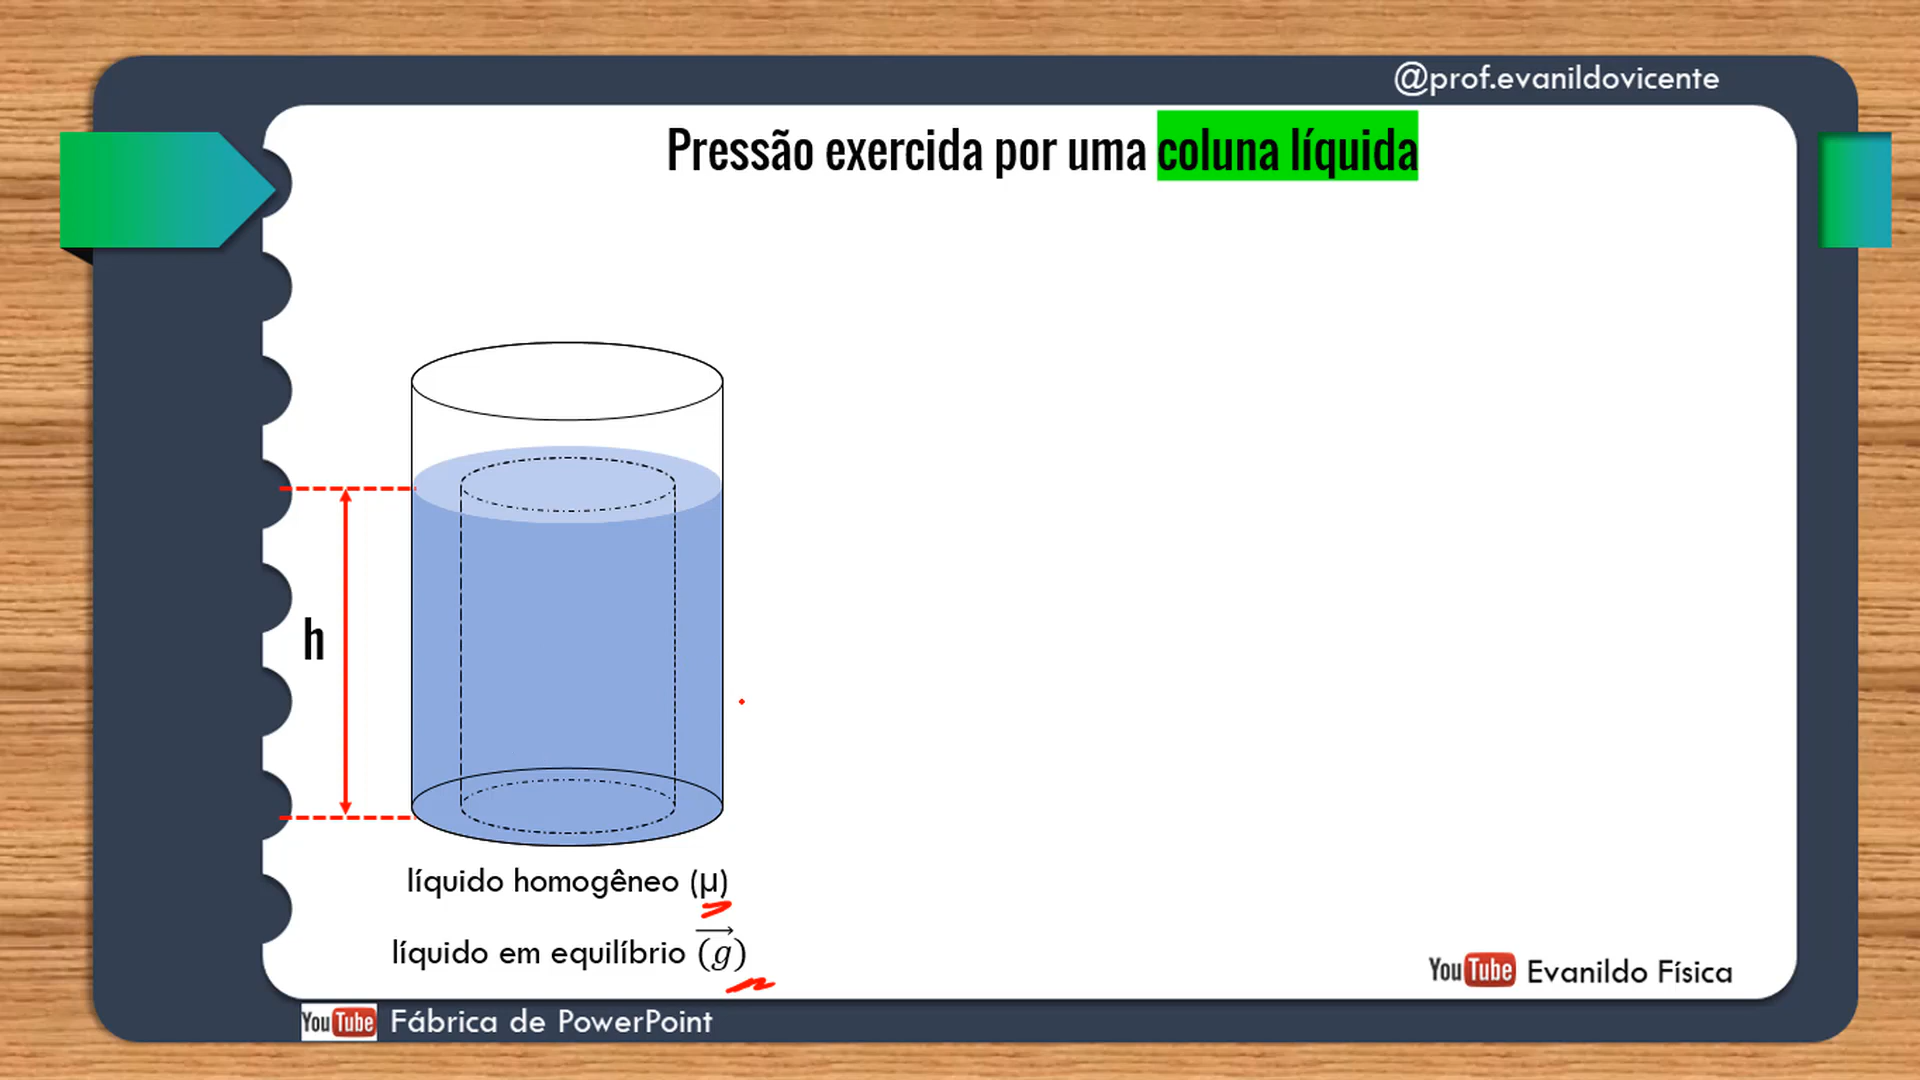 @prof.evanildovicente
Pressão exercida por uma coluna líquida
h
líquido homogêneo (μ)
líquido em equilíbrio (g⃗)
YouTube Evanildo Física
YouTube Fábrica de PowerPoint